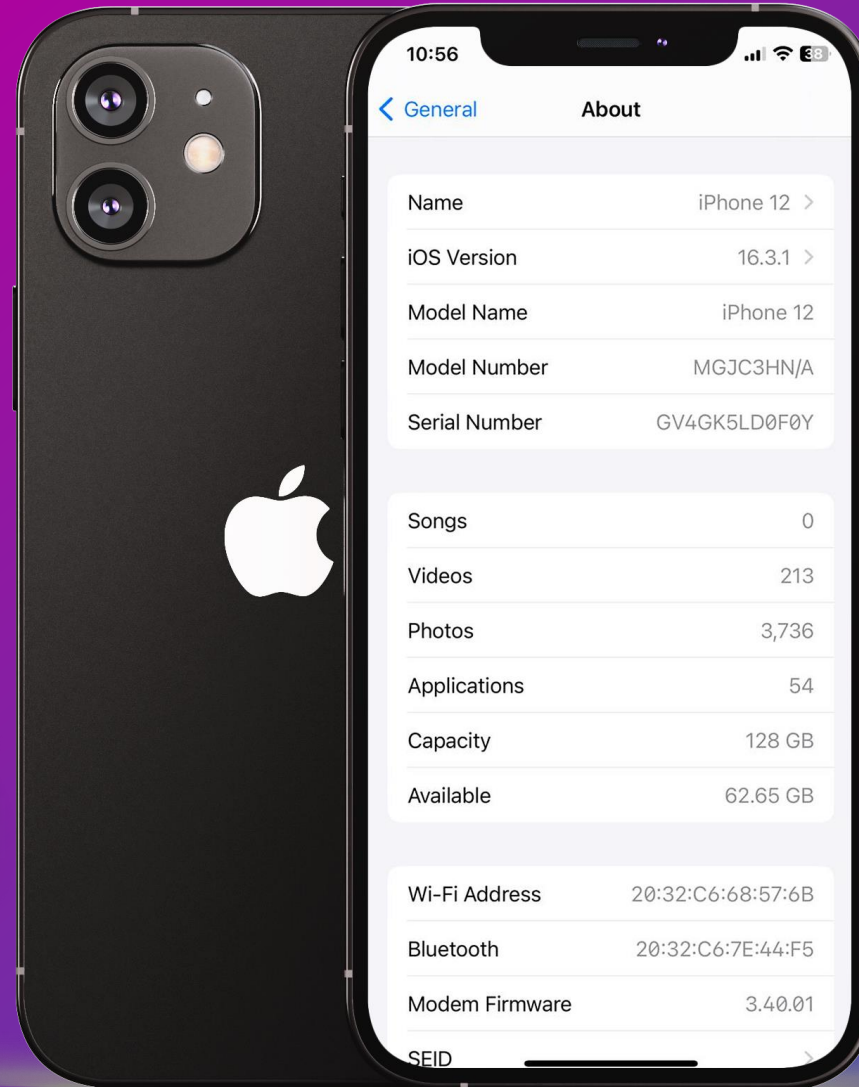 10:56
38
General
About
Name iPhone 12
iOS Version 16.3.1
Model Name iPhone 12
Model Number MGJC3HN/A
Serial Number GV4GK5LD0F0Y
Songs 0
Videos 213
Photos 3,736
Applications 54
Capacity 128 GB
Available 62.65 GB
Wi-Fi Address 20:32:C6:68:57:6B
Bluetooth 20:32:C6:7E:44:F5
Modem Firmware 3.40.01
SEID